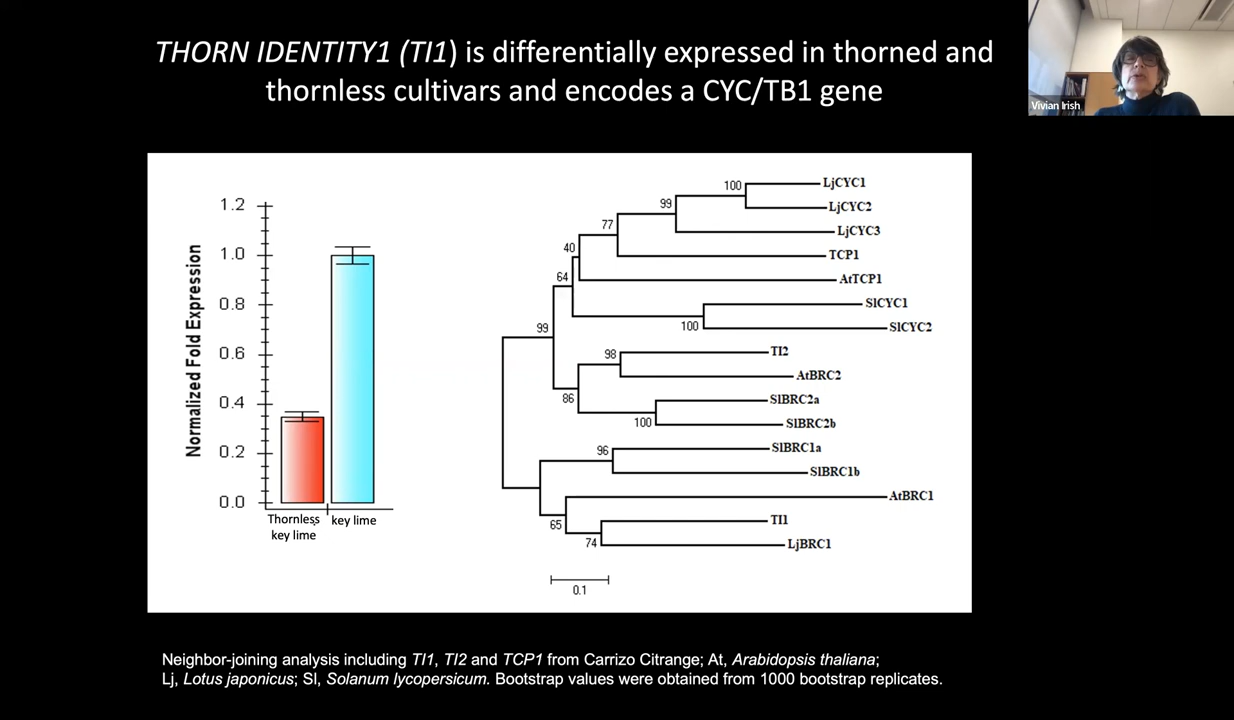 THORN IDENTITY1 (TI1) is differentially expressed in thorned and
thornless cultivars and encodes a CYC/TB1 gene
Vivian Irish
Normalized Fold Expression
1.2
1.0
0.8
0.6
0.4
0.2
0.0
Thornless
key lime
key lime
100
99
77
40
64
99
100
98
86
100
96
65
74
LjCYC1
LjCYC2
LjCYC3
TCP1
AtTCP1
SlCYC1
SlCYC2
TI2
AtBRC2
SlBRC2a
SlBRC2b
SlBRC1a
SlBRC1b
AtBRC1
TI1
LjBRC1
0.1
Neighbor-joining analysis including TI1, TI2 and TCP1 from Carrizo Citrange; At, Arabidopsis thaliana;
Lj, Lotus japonicus; Sl, Solanum lycopersicum. Bootstrap values were obtained from 1000 bootstrap replicates.